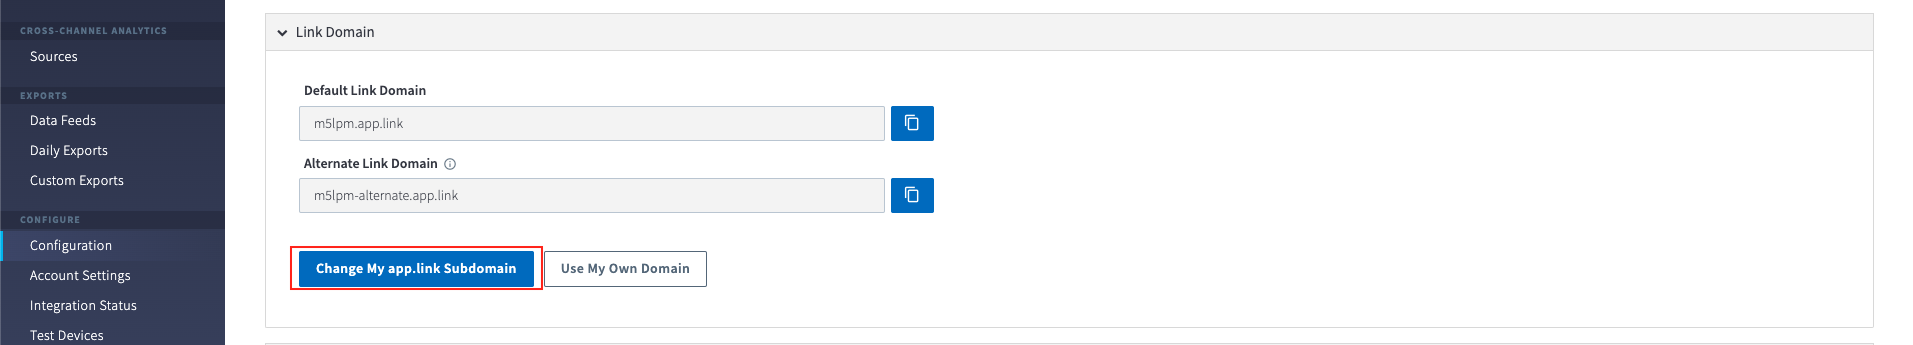 CROSS-CHANNEL ANALYTICS
Sources
EXPORTS
Data Feeds
Daily Exports
Custom Exports
CONFIGURE
Configuration
Account Settings
Integration Status
Test Devices
Link Domain
Default Link Domain
m5lpm.app.link
Alternate Link Domain
m5lpm-alternate.app.link
Change My app.link Subdomain
Use My Own Domain